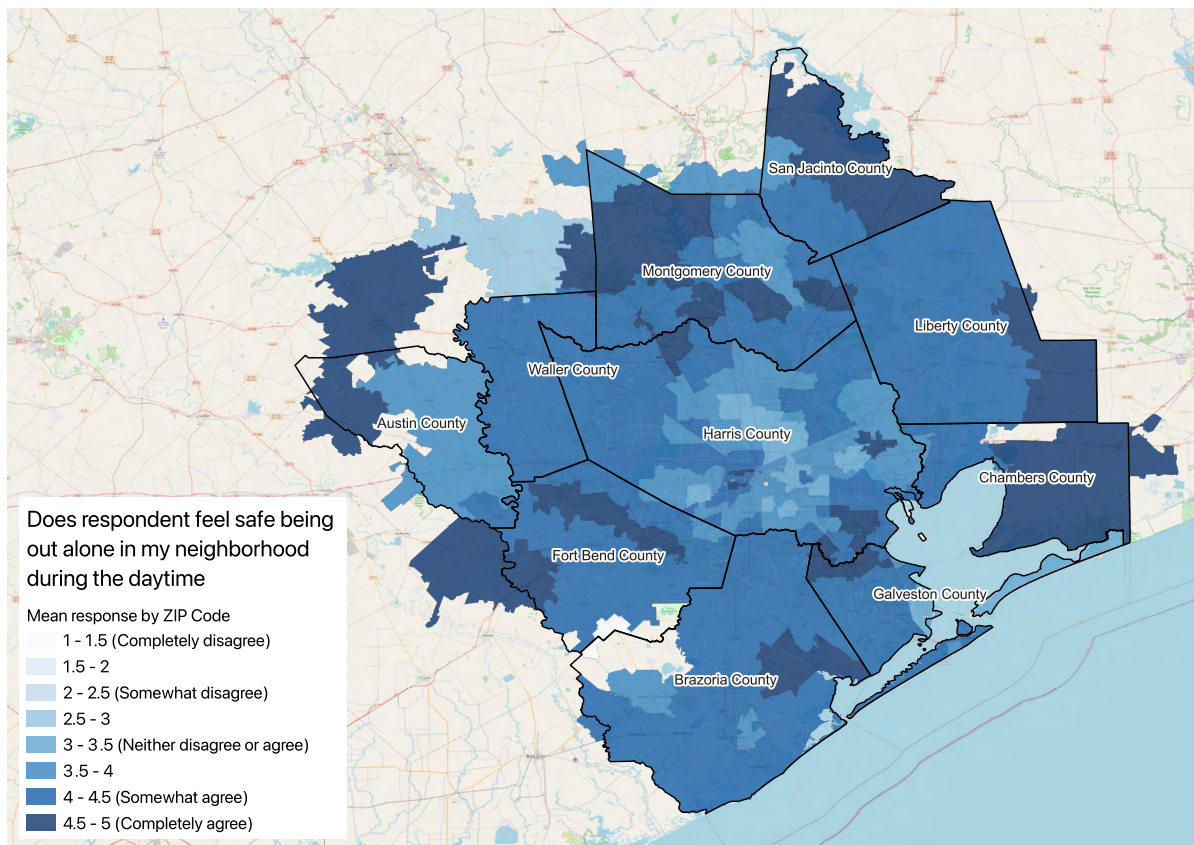 San Jacinto County
Montgomery County
Liberty County
Waller County
Austin County
Harris County
Chambers County
Fort Bend County
Galveston County
Brazoria County
Does respondent feel safe being
out alone in my neighborhood
during the daytime
Mean response by ZIP Code
1 - 1.5 (Completely disagree)
1.5 - 2
2 - 2.5 (Somewhat disagree)
2.5 - 3
3 - 3.5 (Neither disagree or agree)
3.5 - 4
4 - 4.5 (Somewhat agree)
4.5 - 5 (Completely agree)